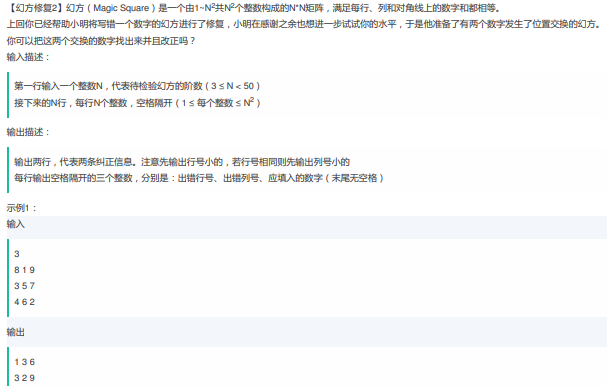 【幻方修复2】幻方（Magic Square）是一个由1~N²共N²个整数构成的N*N矩阵，满足每行、列和对角线上的数字和都相等。
上回你已经帮助小明将写错一个数字的幻方进行了修复，小明在感谢之余也想进一步试试你的水平，于是他准备了有两个数字发生了位置交换的幻方。
你可以把这两个交换的数字找出来并且改正吗？
输入描述：
第一行输入一个整数N，代表待检验幻方的阶数（3 ≤ N < 50）
接下来的N行，每行N个整数，空格隔开（1 ≤ 每个整数 ≤ N²）
输出描述：
输出两行，代表两条纠正信息。注意先输出行号小的，若行号相同则先输出列号小的
每行输出空格隔开的三个整数，分别是：出错行号、出错列号、应填入的数字（末尾无空格）
示例1：
输入
3
8 1 9
3 5 7
4 6 2
输出
1 3 6
3 2 9